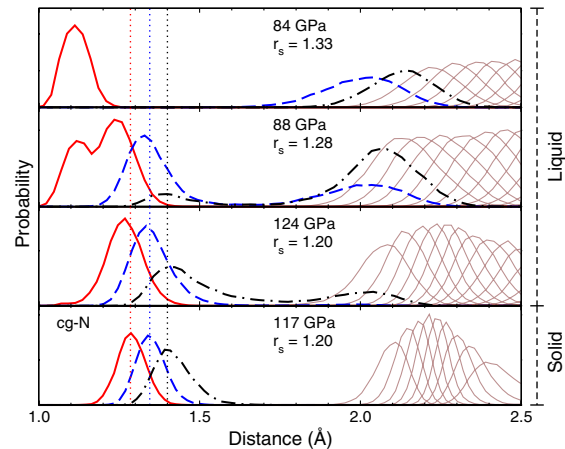 84 GPa
r_s = 1.33
88 GPa
r_s = 1.28
124 GPa
r_s = 1.20
cg-N
117 GPa
r_s = 1.20
Probability
Liquid
Solid
1.0 1.5 2.0 2.5
Distance (Å)